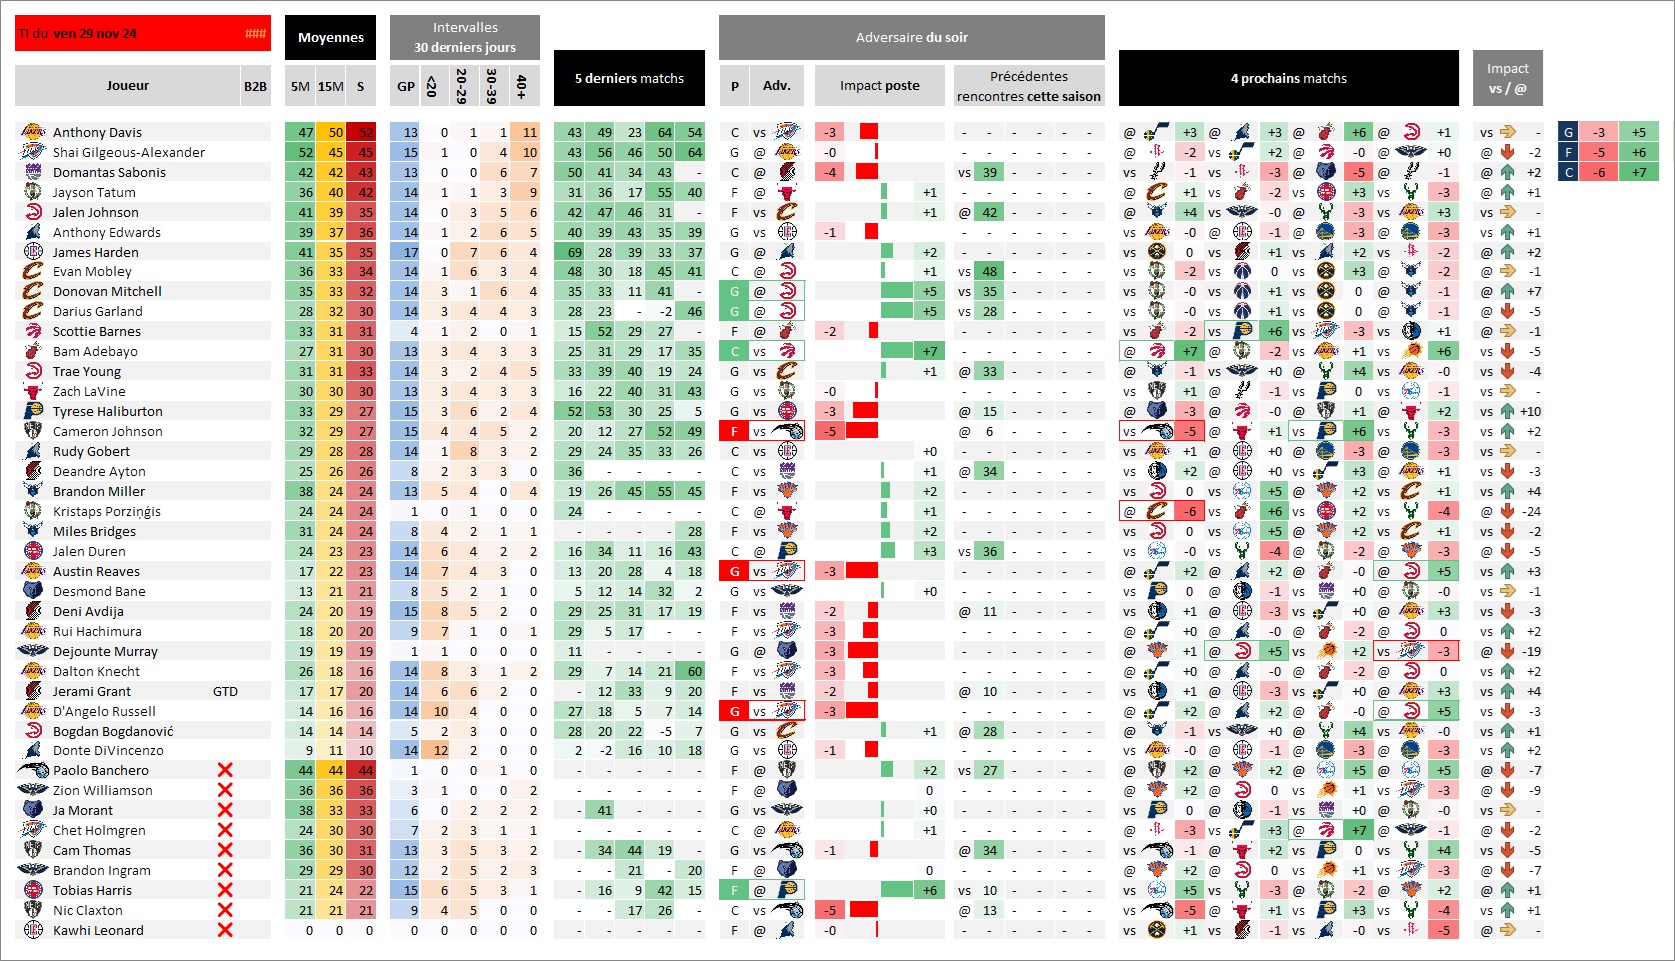 TI du ven 29 nov 24 ###
Moyennes
Intervalles
30 derniers jours
5 derniers matchs
Adversaire du soir
4 prochains matchs
Impact
vs / @
Joueur B2B 5M 15M S GP <20 20-29 30-39 40+ P Adv. Impact poste Précédentes
rencontres cette saison
Anthony Davis 47 50 52 13 0 1 1 11 43 49 23 64 54 C vs -3 - - - - - @ +3 @ +3 @ +6 @ +1 vs -
G -3 +5
Shai Gilgeous-Alexander 52 45 45 15 1 0 4 10 43 56 46 50 64 G @ -0 - - - - - @ -2 vs +2 @ -0 @ +0 @ -2
F -5 +6
Domantas Sabonis 42 42 43 13 0 0 6 7 50 41 34 43 - C @ -4 vs 39 - - - - vs -1 vs -3 @ -5 @ -1 @ +2
C -6 +7
Jayson Tatum 36 40 42 14 1 1 3 9 31 36 17 55 40 F @ +1 - - - - - @ +1 vs -2 vs +3 vs -1 @ +2
Jalen Johnson 41 39 35 14 0 3 5 6 42 47 46 31 - F vs +1 @ 42 - - - - @ +4 vs -0 @ -3 vs +3 vs -
Anthony Edwards 39 37 36 14 1 2 6 5 40 39 43 35 39 G vs -1 - - - - - vs -0 @ -1 @ -3 @ -3 vs +1
James Harden 41 35 35 17 0 7 6 4 69 28 39 33 37 G @ +2 - - - - - vs 0 vs +1 vs +2 @ -2 @ +2
Evan Mobley 36 33 34 14 1 6 3 4 48 30 18 45 41 C @ +1 vs 48 - - - - vs -2 vs 0 vs +3 @ -2 @ -1
Donovan Mitchell 35 33 32 14 3 1 6 4 35 33 11 41 - G @ +5 vs 35 - - - - vs -0 vs +1 vs 0 @ -1 @ +7
Darius Garland 28 32 30 14 3 4 4 3 28 23 - -2 46 G @ +5 vs 28 - - - - vs -0 vs +1 vs 0 @ -1 @ -5
Scottie Barnes 33 31 31 4 1 2 0 1 15 52 29 27 - F @ -2 - - - - - vs -2 vs +6 vs -3 @ +1 @ -1
Bam Adebayo 27 31 30 13 3 4 3 3 25 31 29 17 35 C vs +7 - - - - - @ +7 @ -2 vs +1 vs +6 vs -5
Trae Young 31 31 33 14 3 2 4 5 33 39 40 19 24 G vs +1 @ 33 - - - - @ -1 vs +0 @ +4 vs -0 vs -4
Zach LaVine 30 30 30 13 3 3 4 3 16 22 40 31 43 G vs -0 - - - - - vs +1 @ -1 vs 0 vs -1 vs -
Tyrese Haliburton 33 29 27 15 3 6 2 4 52 53 30 25 5 G vs -3 @ 15 - - - - @ -3 @ -0 @ +1 @ +2 vs +10
Cameron Johnson 32 29 27 15 4 4 5 2 20 12 27 52 49 F vs -5 @ 6 - - - - vs -5 @ +1 vs +6 vs -3 vs +2
Rudy Gobert 29 28 28 14 1 8 3 2 29 24 35 33 26 C vs +0 - - - - - vs +1 @ +0 @ -3 @ -3 vs +2
Deandre Ayton 25 26 26 8 2 3 3 0 36 - - - - C vs +1 @ 34 - - - - vs +2 @ +0 vs +3 @ +1 vs -3
Brandon Miller 38 24 24 13 5 4 0 4 19 26 45 55 45 F vs +2 - - - - - vs 0 vs +5 @ +2 vs +1 vs +4
Kristaps Porziņģis 24 24 24 1 0 1 0 0 24 - - - - C @ +1 - - - - - @ -6 vs +6 vs +2 vs -4 @ -24
Miles Bridges 31 24 24 8 4 2 1 1 - - - - 28 F vs +2 - - - - - vs 0 vs +5 @ +2 vs +1 vs -2
Jalen Duren 24 23 23 14 6 4 2 2 16 34 11 16 43 C @ +3 vs 36 - - - - vs -0 vs -4 @ -2 @ -3 @ -5
Austin Reaves 17 22 23 14 7 4 3 0 13 20 28 4 18 G vs -3 - - - - - @ +2 @ +2 @ -0 @ +5 vs +3
Desmond Bane 13 21 21 8 5 2 1 0 5 12 14 32 2 G vs +0 - - - - - vs 0 @ -1 vs +0 @ -0 vs -1
Deni Avdija 24 20 19 15 8 5 2 0 29 25 31 17 19 F vs -2 @ 11 - - - - vs +1 @ -3 vs +0 @ +3 vs -3
Rui Hachimura 18 20 20 9 7 1 0 1 29 5 17 - - F vs -3 - - - - - @ +0 @ -0 @ -2 @ 0 vs +2
Dejounte Murray 19 19 19 1 1 0 0 0 11 - - - - G @ -3 - - - - - @ -1 @ +5 vs +2 vs -3 @ -19
Dalton Knecht 26 18 16 14 8 3 1 2 29 7 14 21 60 F vs -3 - - - - - @ +0 @ -0 @ -2 @ 0 vs +2
Jerami Grant GTD 17 17 20 14 6 6 2 0 - 12 33 9 20 F vs -2 @ 10 - - - - vs +1 @ -3 vs +0 @ +3 vs +4
D'Angelo Russell 14 16 16 14 10 4 0 0 27 18 5 7 14 G vs -3 - - - - - @ +2 @ +2 @ -0 @ +5 vs -3
Bogdan Bogdanović 14 14 14 5 2 3 0 0 28 20 22 -5 7 G vs +1 @ 28 - - - - @ -1 vs +0 @ +4 vs -0 vs +1
Donte DiVincenzo 9 11 10 14 12 2 0 0 2 -2 16 10 18 G vs -1 - - - - - vs -0 @ -1 @ -3 @ -3 vs +2
Paolo Banchero 44 44 44 1 0 0 1 0 - - - - - F @ +2 vs 27 - - - - @ +2 @ +2 @ +5 @ +5 @ -7
Zion Williamson 36 36 36 3 1 0 0 2 - - - - - F @ 0 - - - - - @ +2 @ 0 vs +1 vs -3 @ -9
Ja Morant 38 33 33 6 0 2 2 2 - 41 - - - G vs +0 - - - - - vs 0 @ -1 vs +0 @ -0 vs -
Chet Holmgren 24 30 30 7 2 3 1 1 - - - - - C @ +1 - - - - - @ -3 vs +3 @ +7 @ -1 @ -2
Cam Thomas 36 30 31 13 3 5 3 2 - 34 44 19 - G vs -1 @ 34 - - - - vs -1 @ +2 vs 0 vs +4 vs -5
Brandon Ingram 29 29 30 12 2 5 2 3 - - 21 - 20 F @ 0 - - - - - @ +2 @ 0 vs +1 vs -3 @ -7
Tobias Harris 21 24 22 15 6 5 3 1 - 16 9 42 15 F @ +6 vs 10 - - - - vs +5 vs -3 @ -2 @ +2 @ +1
Nic Claxton 21 21 21 9 4 5 0 0 - - 17 26 - C vs -5 @ 13 - - - - vs -5 @ +1 vs +3 vs -4 vs +1
Kawhi Leonard 0 0 0 0 0 0 0 0 - - - - - F @ -0 - - - - - vs +1 vs -1 vs -0 @ -5 @ -